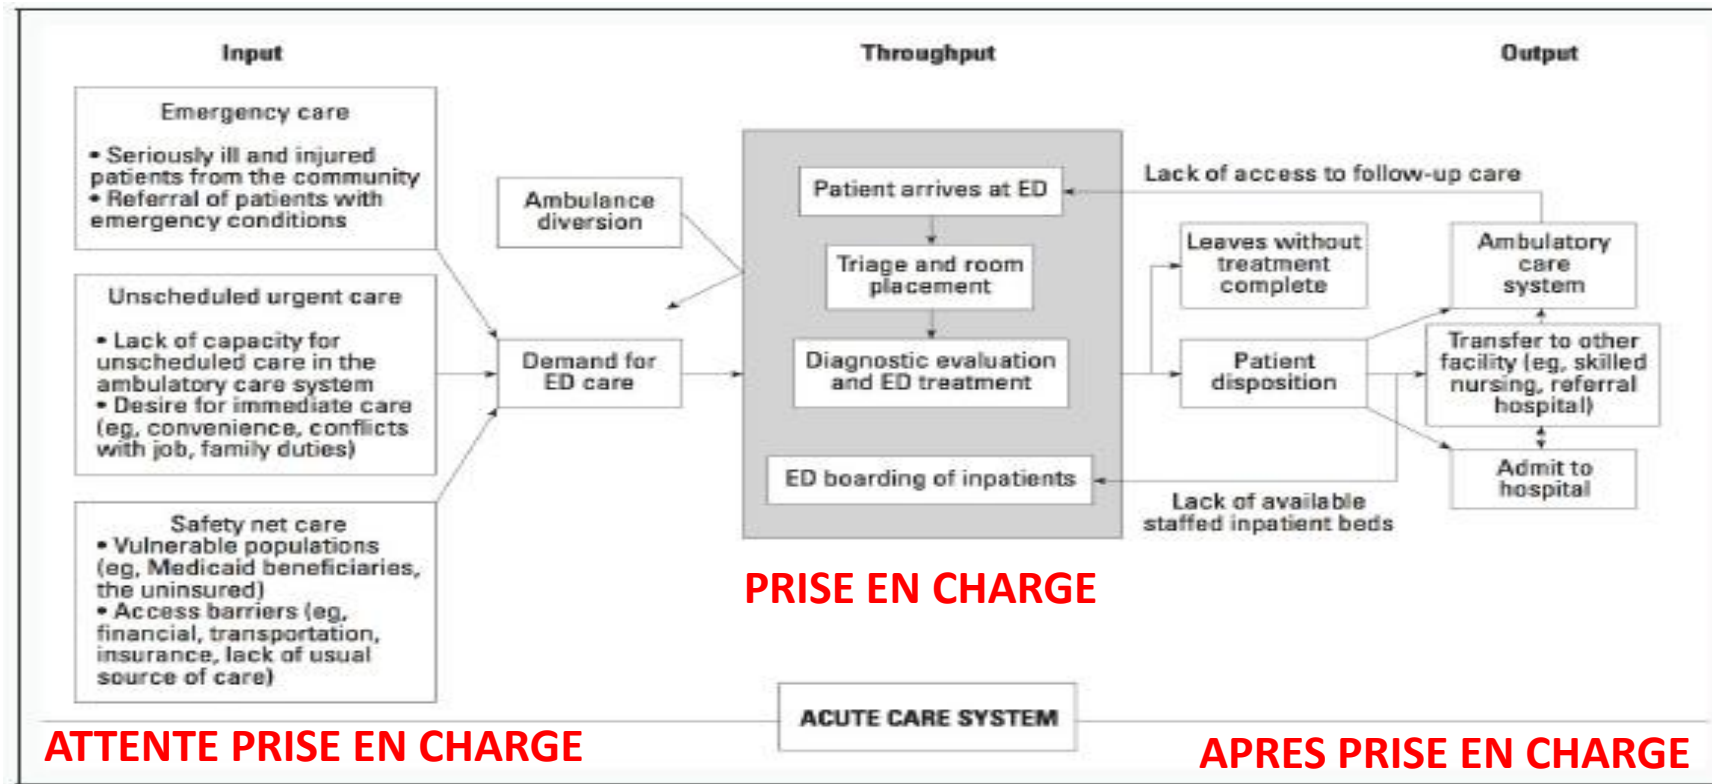 Input
Throughput
Output
Emergency care
• Seriously ill and injured
patients from the community
• Referral of patients with
emergency conditions
Unscheduled urgent care
• Lack of capacity for
unscheduled care in the
ambulatory care system
• Desire for immediate care
(eg, convenience, conflicts
with job, family duties)
Safety net care
• Vulnerable populations
(eg, Medicaid beneficiaries,
the uninsured)
• Access barriers (eg,
financial, transportation,
insurance, lack of usual
source of care)
Ambulance
diversion
Demand for
ED care
Patient arrives at ED
Triage and room
placement
Diagnostic evaluation
and ED treatment
ED boarding of inpatients
Lack of access to follow-up care
Leaves without
treatment
complete
Patient
disposition
Lack of available
staffed inpatient beds
Ambulatory
care
system
Transfer to other
facility (eg, skilled
nursing, referral
hospital)
Admit to
hospital
PRISE EN CHARGE
ACUTE CARE SYSTEM
ATTENTE PRISE EN CHARGE
APRES PRISE EN CHARGE